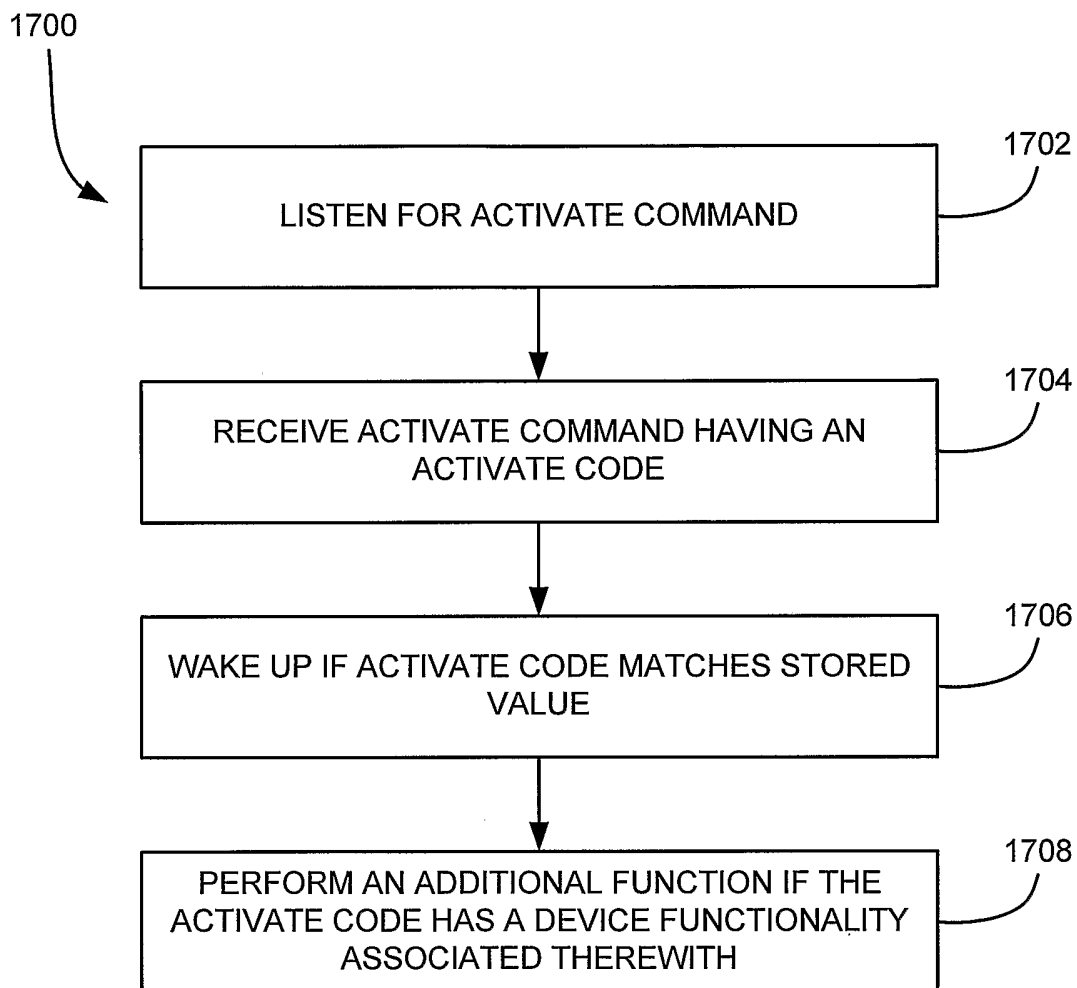 1700
1702
LISTEN FOR ACTIVATE COMMAND
1704
RECEIVE ACTIVATE COMMAND HAVING AN
ACTIVATE CODE
1706
WAKE UP IF ACTIVATE CODE MATCHES STORED
VALUE
1708
PERFORM AN ADDITIONAL FUNCTION IF THE
ACTIVATE CODE HAS A DEVICE FUNCTIONALITY
ASSOCIATED THEREWITH